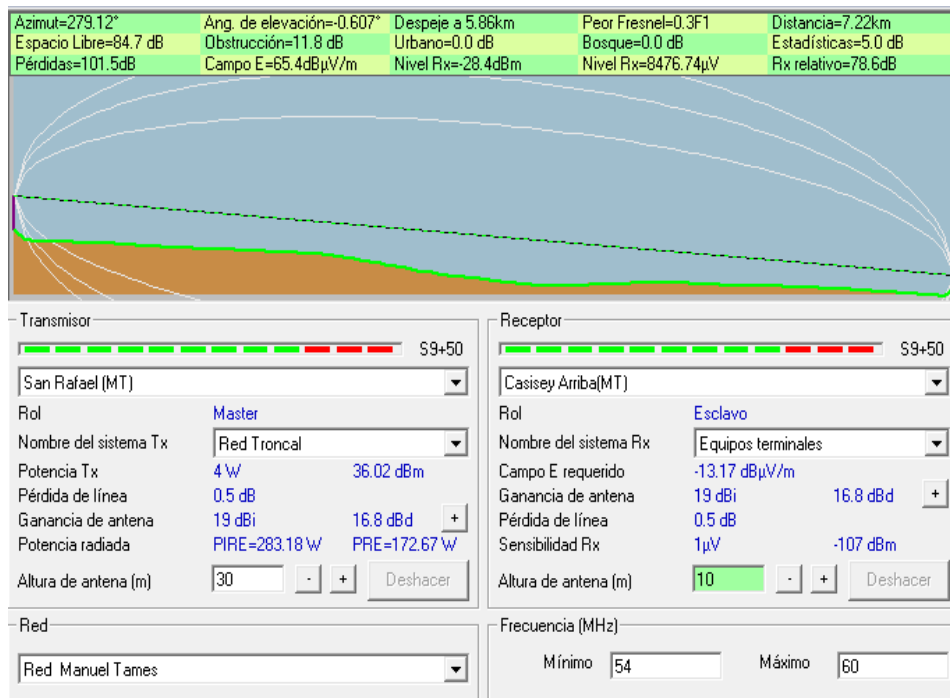 Azimut=279.12° Ang. de elevación=-0.607° Despeje a 5.86km Peor Fresnel=0.3F1 Distancia=7.22km
Espacio Libre=84.7 dB Obstrucción=11.8 dB Urbano=0.0 dB Bosque=0.0 dB Estadísticas=5.0 dB
Pérdidas=101.5dB Campo E=65.4dBµV/m Nivel Rx=-28.4dBm Nivel Rx=8476.74µV Rx relativo=78.6dB
Transmisor
S9+50
San Rafael (MT)
Rol Master
Nombre del sistema Tx Red Troncal
Potencia Tx 4 W 36.02 dBm
Pérdida de línea 0.5 dB
Ganancia de antena 19 dBi 16.8 dBd +
Potencia radiada PIRE=283.18 W PRE=172.67 W
Altura de antena (m) 30 - + Deshacer
Receptor
S9+50
Casisey Arriba(MT)
Rol Esclavo
Nombre del sistema Rx Equipos terminales
Campo E requerido -13.17 dBµV/m
Ganancia de antena 19 dBi 16.8 dBd +
Pérdida de línea 0.5 dB
Sensibilidad Rx 1µV -107 dBm
Altura de antena (m) 10 - + Deshacer
Red
Red Manuel Tames
Frecuencia (MHz)
Mínimo 54 Máximo 60